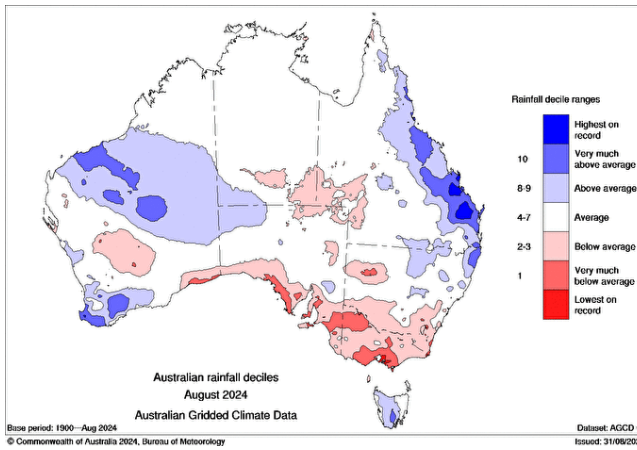 Rainfall decile ranges
Highest on
record
10
Very much
above average
8-9
Above average
4-7
Average
2-3
Below average
1
Very much
below average
Lowest on
record
Australian rainfall deciles
August 2024
Australian Gridded Climate Data
Base period: 1900—Aug 2024
Dataset: AGCD
© Commonwealth of Australia 2024, Bureau of Meteorology
Issued: 31/08/20